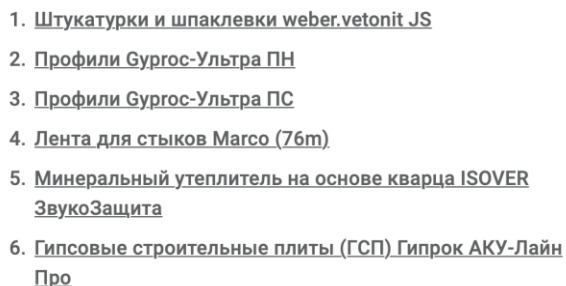 1. Штукатурки и шпаклевки weber.vetonit JS
2. Профили Gyproc-Ультра ПН
3. Профили Gyproc-Ультра ПС
4. Лента для стыков Marco (76m)
5. Минеральный утеплитель на основе кварца ISOVER
ЗвукоЗащита
6. Гипсовые строительные плиты (ГСП) Гипрок АКУ-Лайн
Про